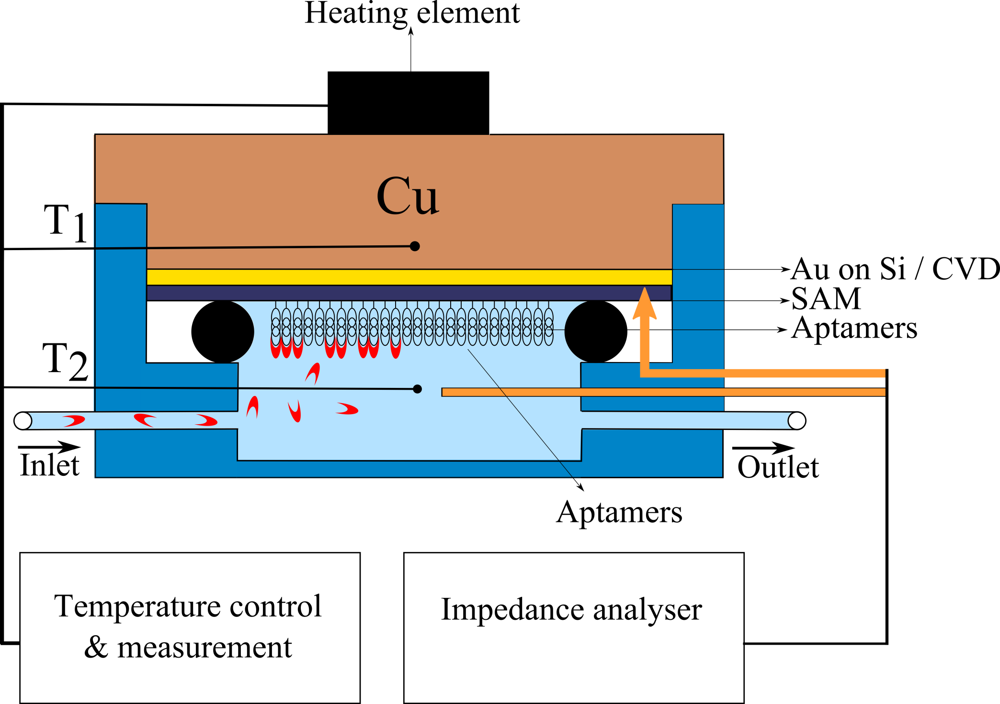 Heating element
Cu
T1
Au on Si / CVD
SAM
Aptamers
T2
Inlet
Outlet
Aptamers
Temperature control
& measurement
Impedance analyser